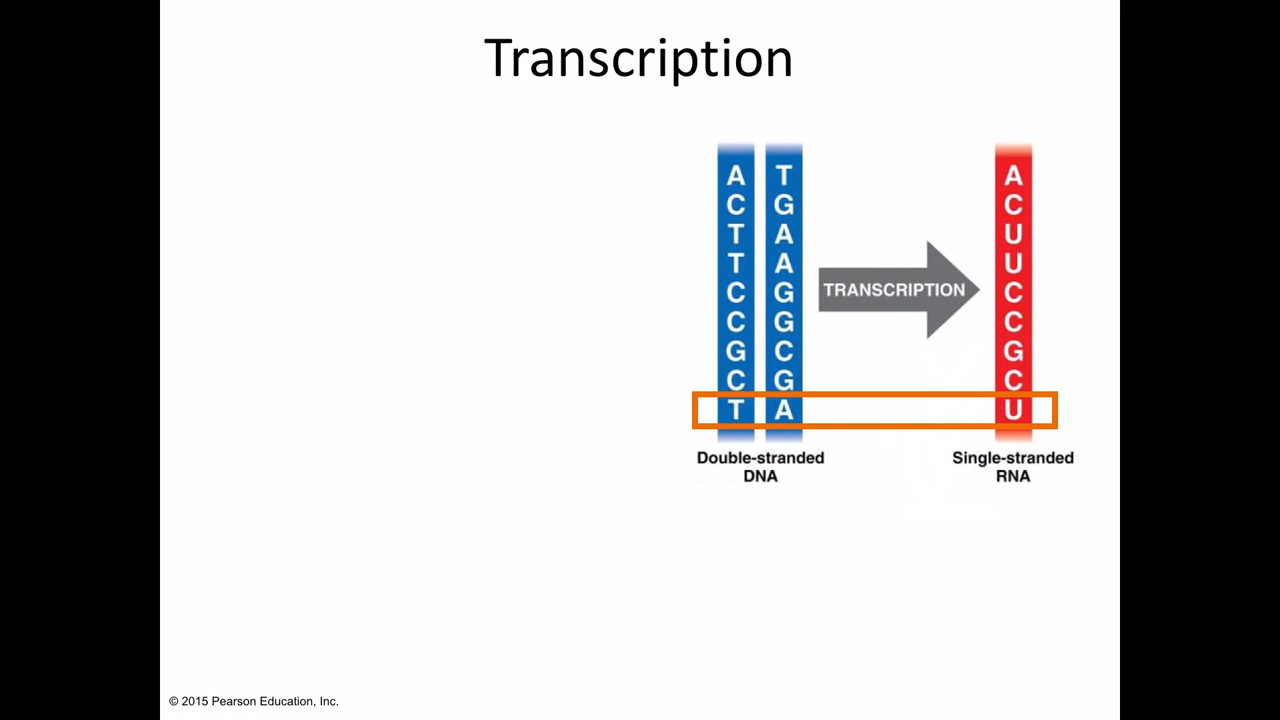 Transcription
A T A
C G C
T A U
T A U
C G C
C G C
G C G
C G C
T A U
TRANSCRIPTION
Double-stranded
DNA
Single-stranded
RNA
© 2015 Pearson Education, Inc.